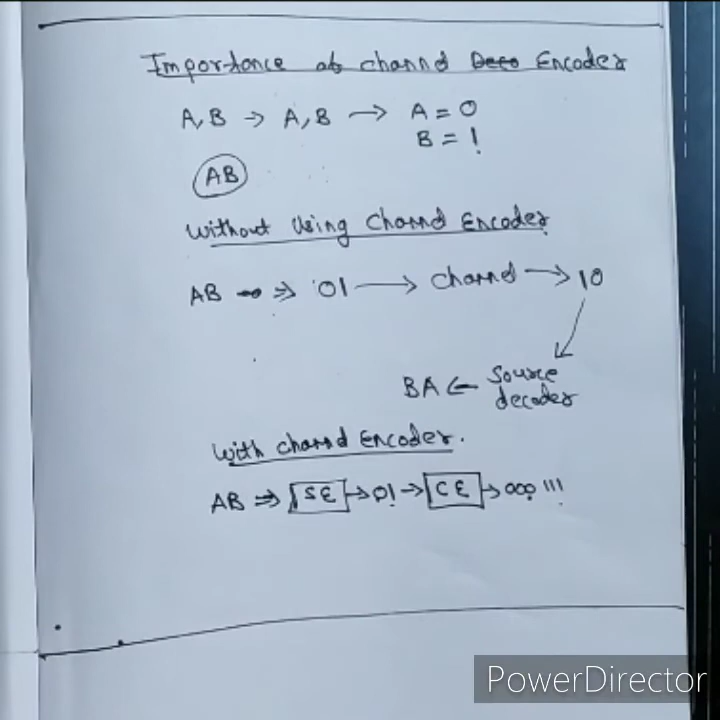 Importance of channel Encoder
A, B → A, B → A = 0
B = 1
AB
Without Using Channel Encoder
AB ⇒ 01 → channel → 10
BA ← Source
decoder
With channel Encoder.
AB ⇒ SE → 01 → CE → 000 111
PowerDirector